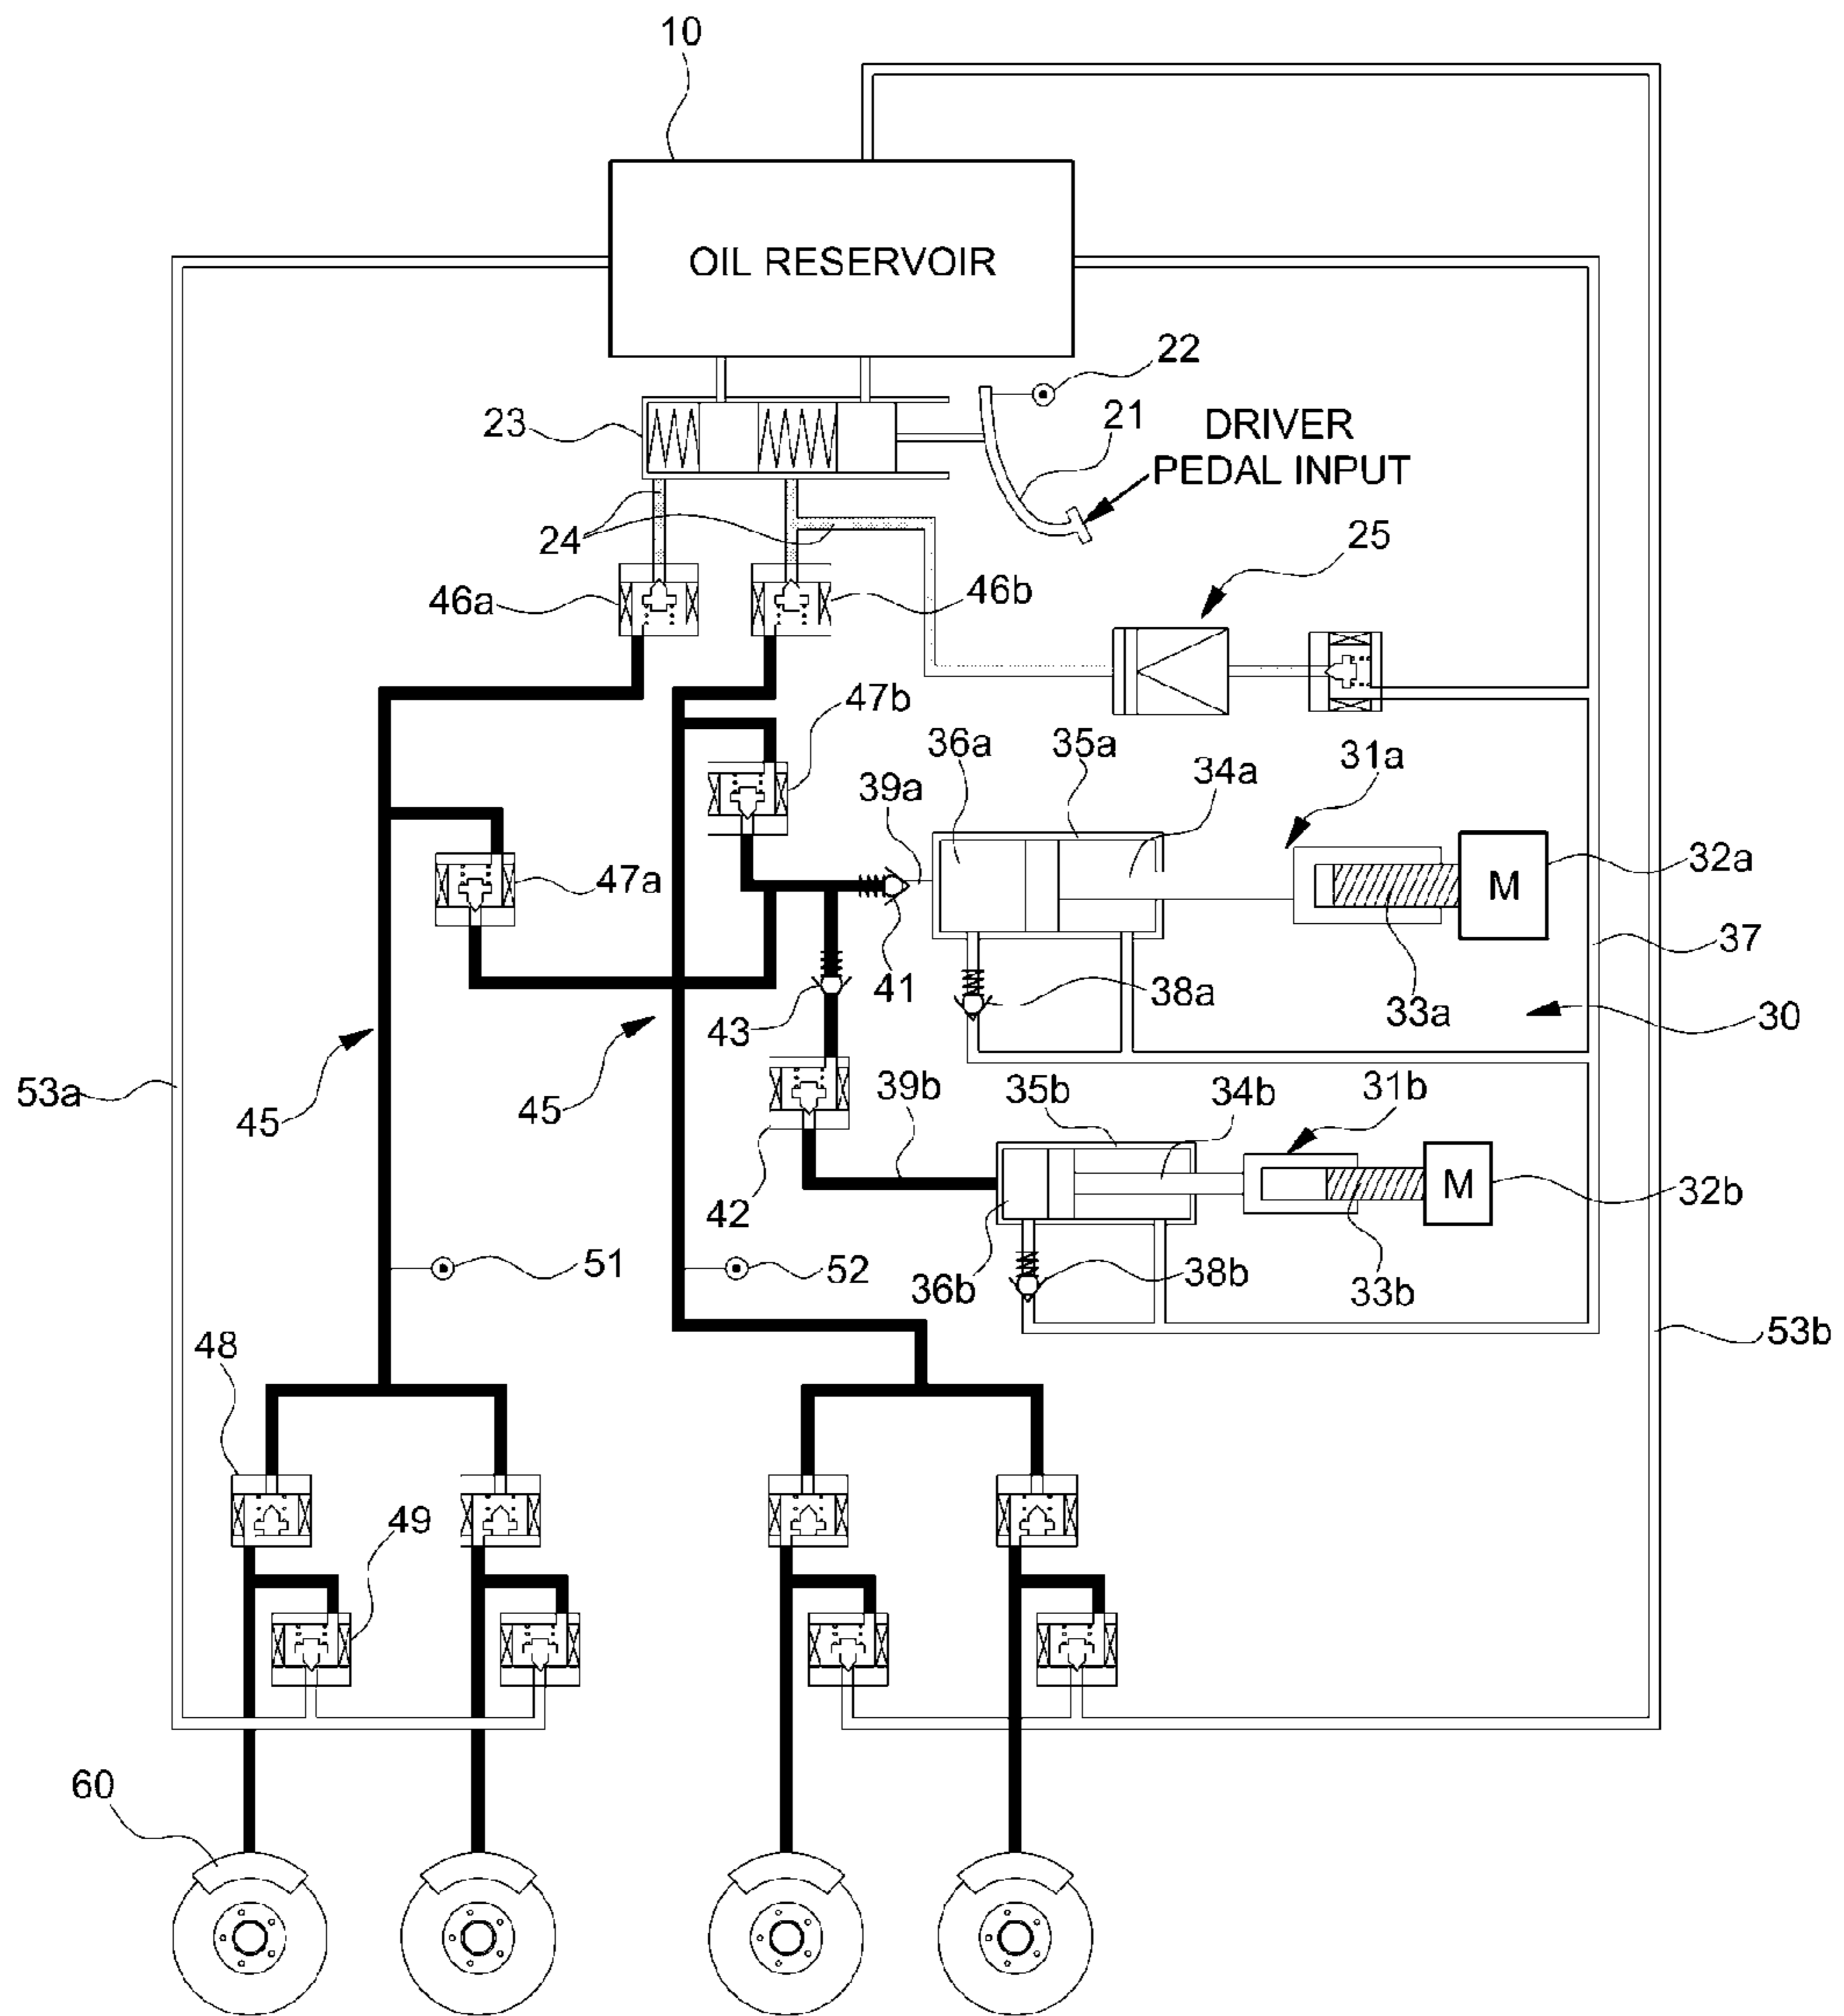 10
OIL RESERVOIR
22
23
21
DRIVER
PEDAL INPUT
24
25
46a
46b
47b
36a
35a
34a
31a
39a
32a
M
47a
37
41
38a
33a
30
43
53a
45
45
39b
35b
34b
31b
42
M
32b
51
52
36b
38b
33b
53b
48
49
60